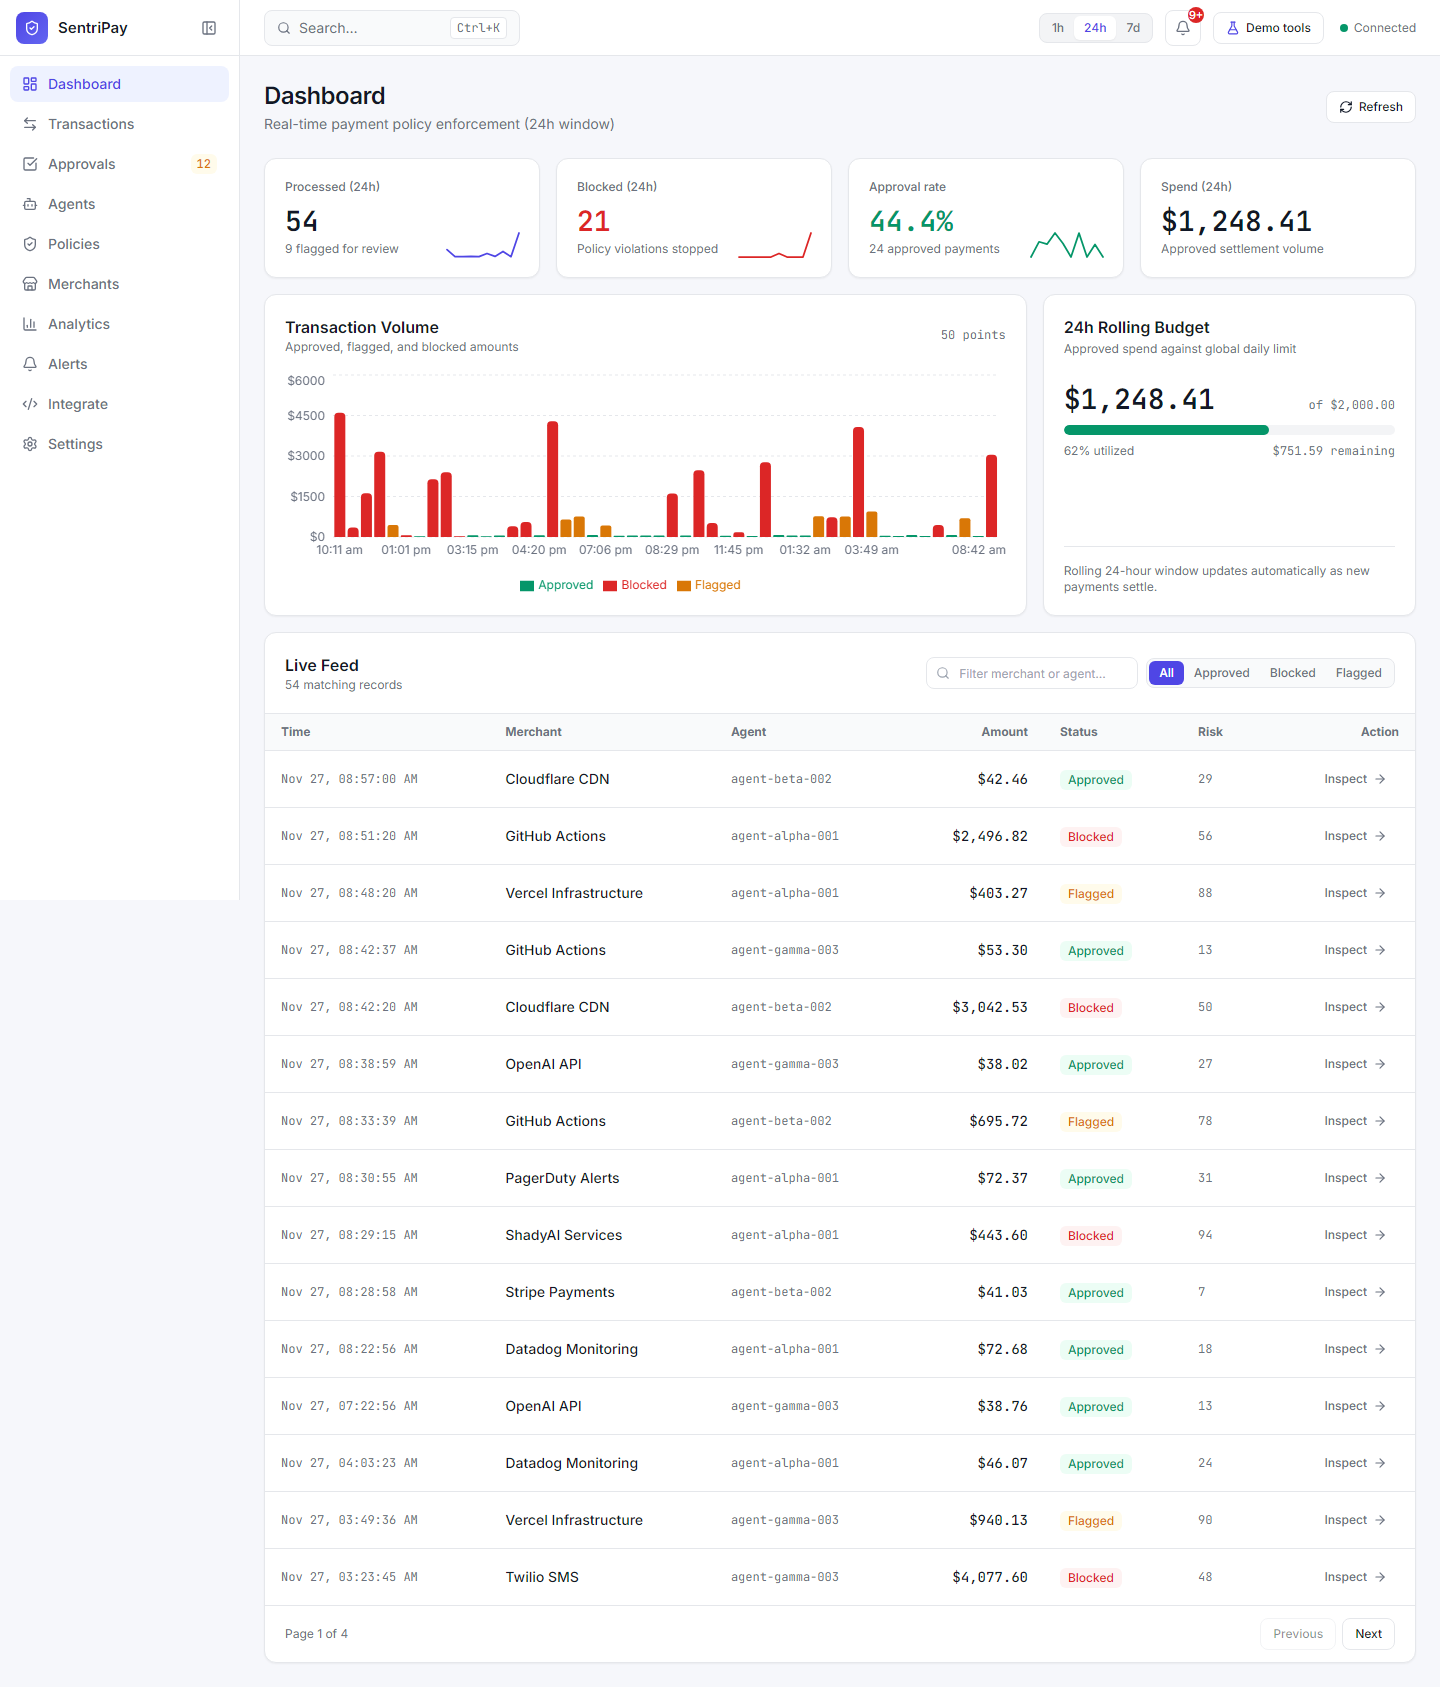 SentriPay
Search...
Ctrl+K
1h 24h 7d
9+
Demo tools
Connected
Dashboard
Transactions
Approvals 12
Agents
Policies
Merchants
Analytics
Alerts
Integrate
Settings
Dashboard
Real-time payment policy enforcement (24h window)
Refresh
Processed (24h)
54
9 flagged for review
Blocked (24h)
21
Policy violations stopped
Approval rate
44.4%
24 approved payments
Spend (24h)
$1,248.41
Approved settlement volume
Transaction Volume
Approved, flagged, and blocked amounts
50 points
$6000
$4500
$3000
$1500
$0
10:11 am 01:01 pm 03:15 pm 04:20 pm 07:06 pm 08:29 pm 11:45 pm 01:32 am 03:49 am 08:42 am
Approved Blocked Flagged
24h Rolling Budget
Approved spend against global daily limit
$1,248.41 of $2,000.00
62% utilized $751.59 remaining
Rolling 24-hour window updates automatically as new
payments settle.
Live Feed
54 matching records
Filter merchant or agent...
All Approved Blocked Flagged
Time Merchant Agent Amount Status Risk Action
Nov 27, 08:57:00 AM Cloudflare CDN agent-beta-002 $42.46 Approved 29 Inspect →
Nov 27, 08:51:20 AM GitHub Actions agent-alpha-001 $2,496.82 Blocked 56 Inspect →
Nov 27, 08:48:20 AM Vercel Infrastructure agent-alpha-001 $403.27 Flagged 88 Inspect →
Nov 27, 08:42:37 AM GitHub Actions agent-gamma-003 $53.30 Approved 13 Inspect →
Nov 27, 08:42:20 AM Cloudflare CDN agent-beta-002 $3,042.53 Blocked 50 Inspect →
Nov 27, 08:38:59 AM OpenAI API agent-gamma-003 $38.02 Approved 27 Inspect →
Nov 27, 08:33:39 AM GitHub Actions agent-beta-002 $695.72 Flagged 78 Inspect →
Nov 27, 08:30:55 AM PagerDuty Alerts agent-alpha-001 $72.37 Approved 31 Inspect →
Nov 27, 08:29:15 AM ShadyAI Services agent-alpha-001 $443.60 Blocked 94 Inspect →
Nov 27, 08:28:58 AM Stripe Payments agent-beta-002 $41.03 Approved 7 Inspect →
Nov 27, 08:22:56 AM Datadog Monitoring agent-alpha-001 $72.68 Approved 18 Inspect →
Nov 27, 07:22:56 AM OpenAI API agent-gamma-003 $38.76 Approved 13 Inspect →
Nov 27, 04:03:23 AM Datadog Monitoring agent-alpha-001 $46.07 Approved 24 Inspect →
Nov 27, 03:49:36 AM Vercel Infrastructure agent-gamma-003 $940.13 Flagged 90 Inspect →
Nov 27, 03:23:45 AM Twilio SMS agent-gamma-003 $4,077.60 Blocked 48 Inspect →
Page 1 of 4
Previous Next